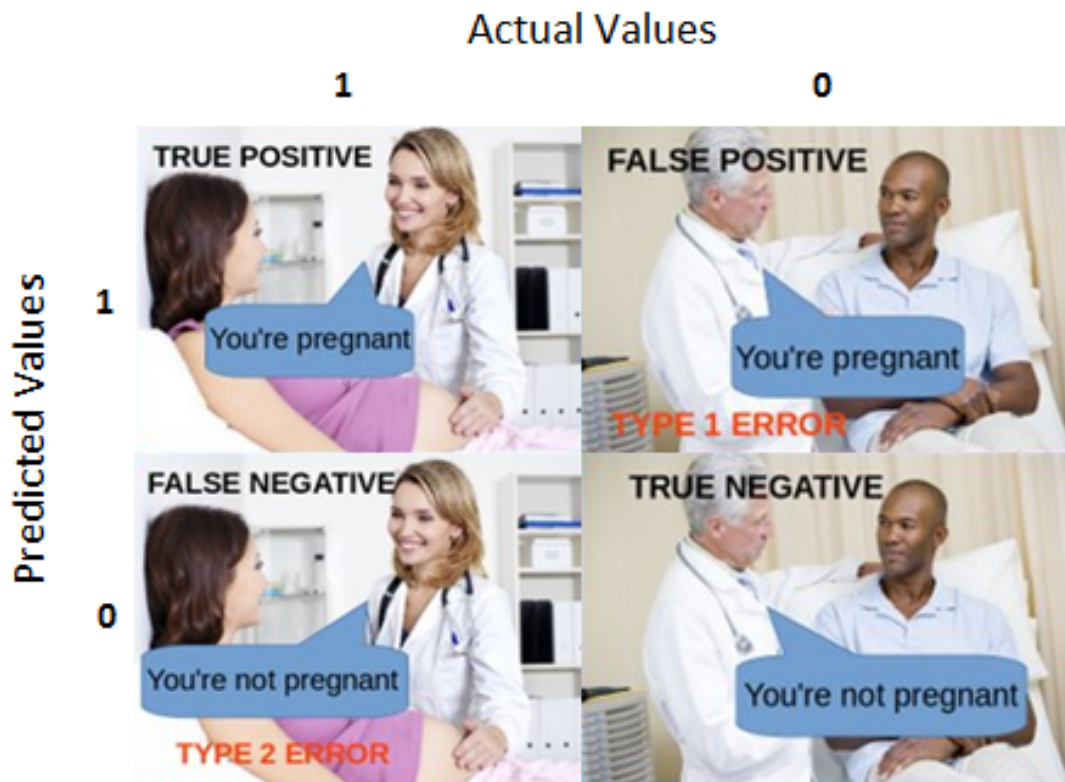 Actual Values
1 0
TRUE POSITIVE FALSE POSITIVE
Predicted Values
1
You're pregnant You're pregnant
TYPE 1 ERROR
FALSE NEGATIVE TRUE NEGATIVE
0
You're not pregnant You're not pregnant
TYPE 2 ERROR